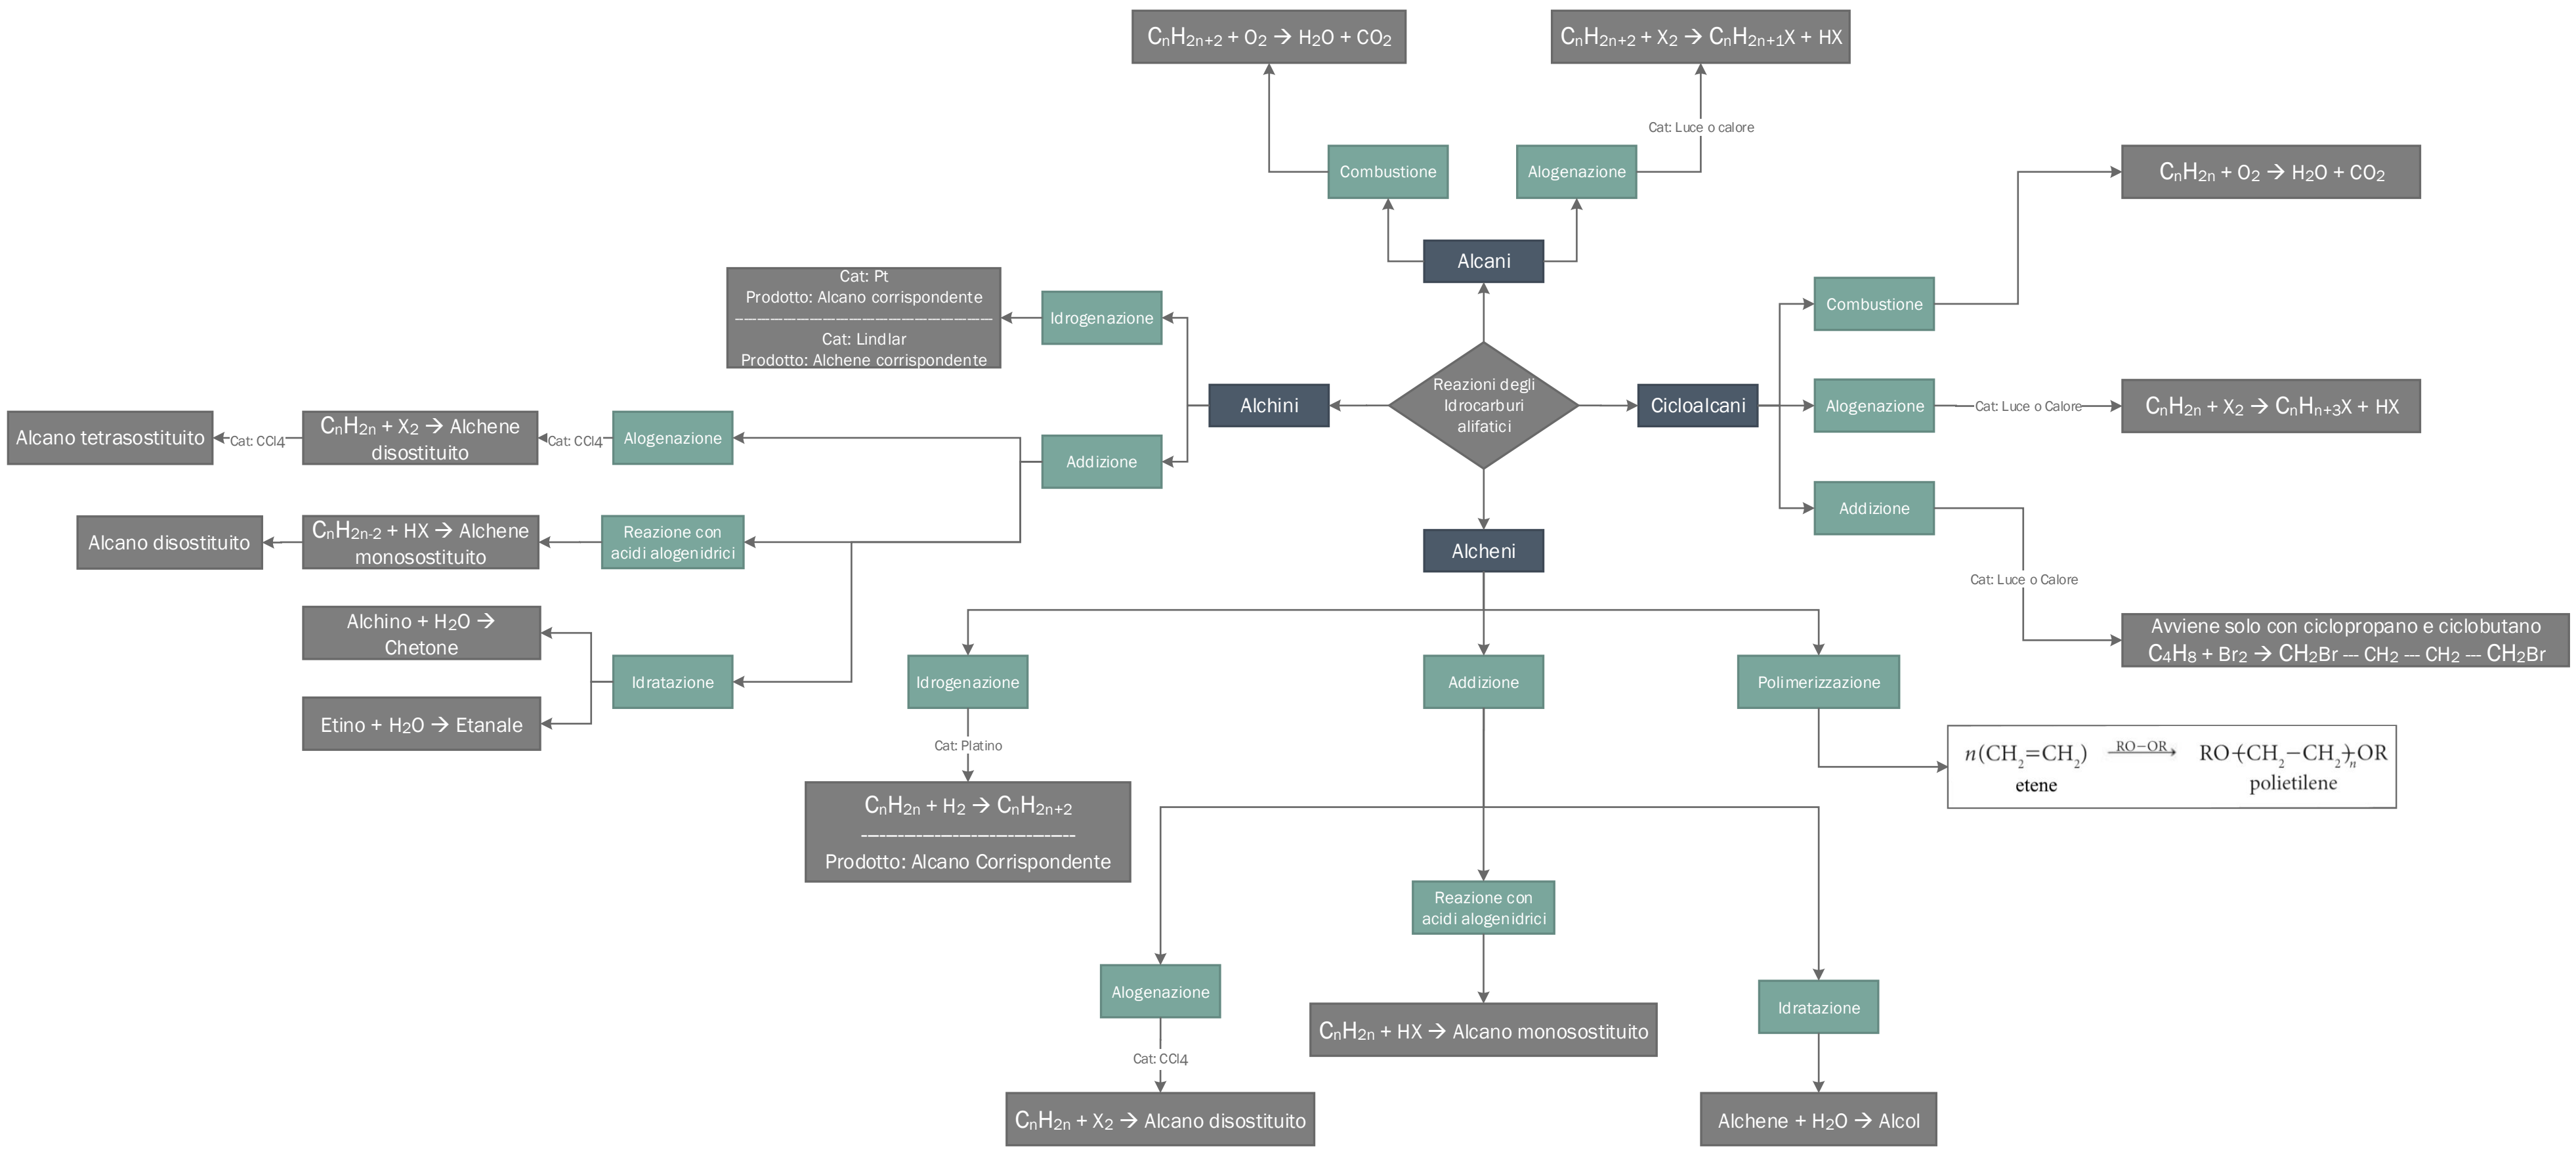 CnH2n+2 + O2 → H2O + CO2
CnH2n+2 + X2 → CnH2n+1X + HX
Cat: Luce o calore
Combustione
Alogenazione
Alcani
CnH2n + O2 → H2O + CO2
Combustione
Cat: Pt
Prodotto: Alcano corrispondente
----------------------------------------
Cat: Lindlar
Prodotto: Alchene corrispondente
Idrogenazione
Reazioni degli
Idrocarburi
alifatici
Alchini
Cicloalcani
Alogenazione
Cat: Luce o Calore
CnH2n + X2 → CnHn+3X + HX
Alcano tetrasostituito
Cat: CCl4
CnH2n + X2 → Alchene
disostituito
Cat: CCl4
Alogenazione
Addizione
Addizione
Cat: Luce o Calore
Avviene solo con ciclopropano e ciclobutano
C4H8 + Br2 → CH2Br --- CH2 --- CH2 --- CH2Br
Alcano disostituito
CnH2n-2 + HX → Alchene
monosostituito
Reazione con
acidi alogenidrici
Alcheni
Alchino + H2O →
Chetone
Etino + H2O → Etanale
Idratazione
Idrogenazione
Addizione
Polimerizzazione
Cat: Platino
CnH2n + H2 → CnH2n+2
-----------------------------------
Prodotto: Alcano Corrispondente
n(CH2=CH2) RO−OR → RO-(CH2−CH2-)n OR
etene polietilene
Reazione con
acidi alogenidrici
CnH2n + HX → Alcano monosostituito
Alogenazione
Cat: CCl4
CnH2n + X2 → Alcano disostituito
Idratazione
Alchene + H2O → Alcol